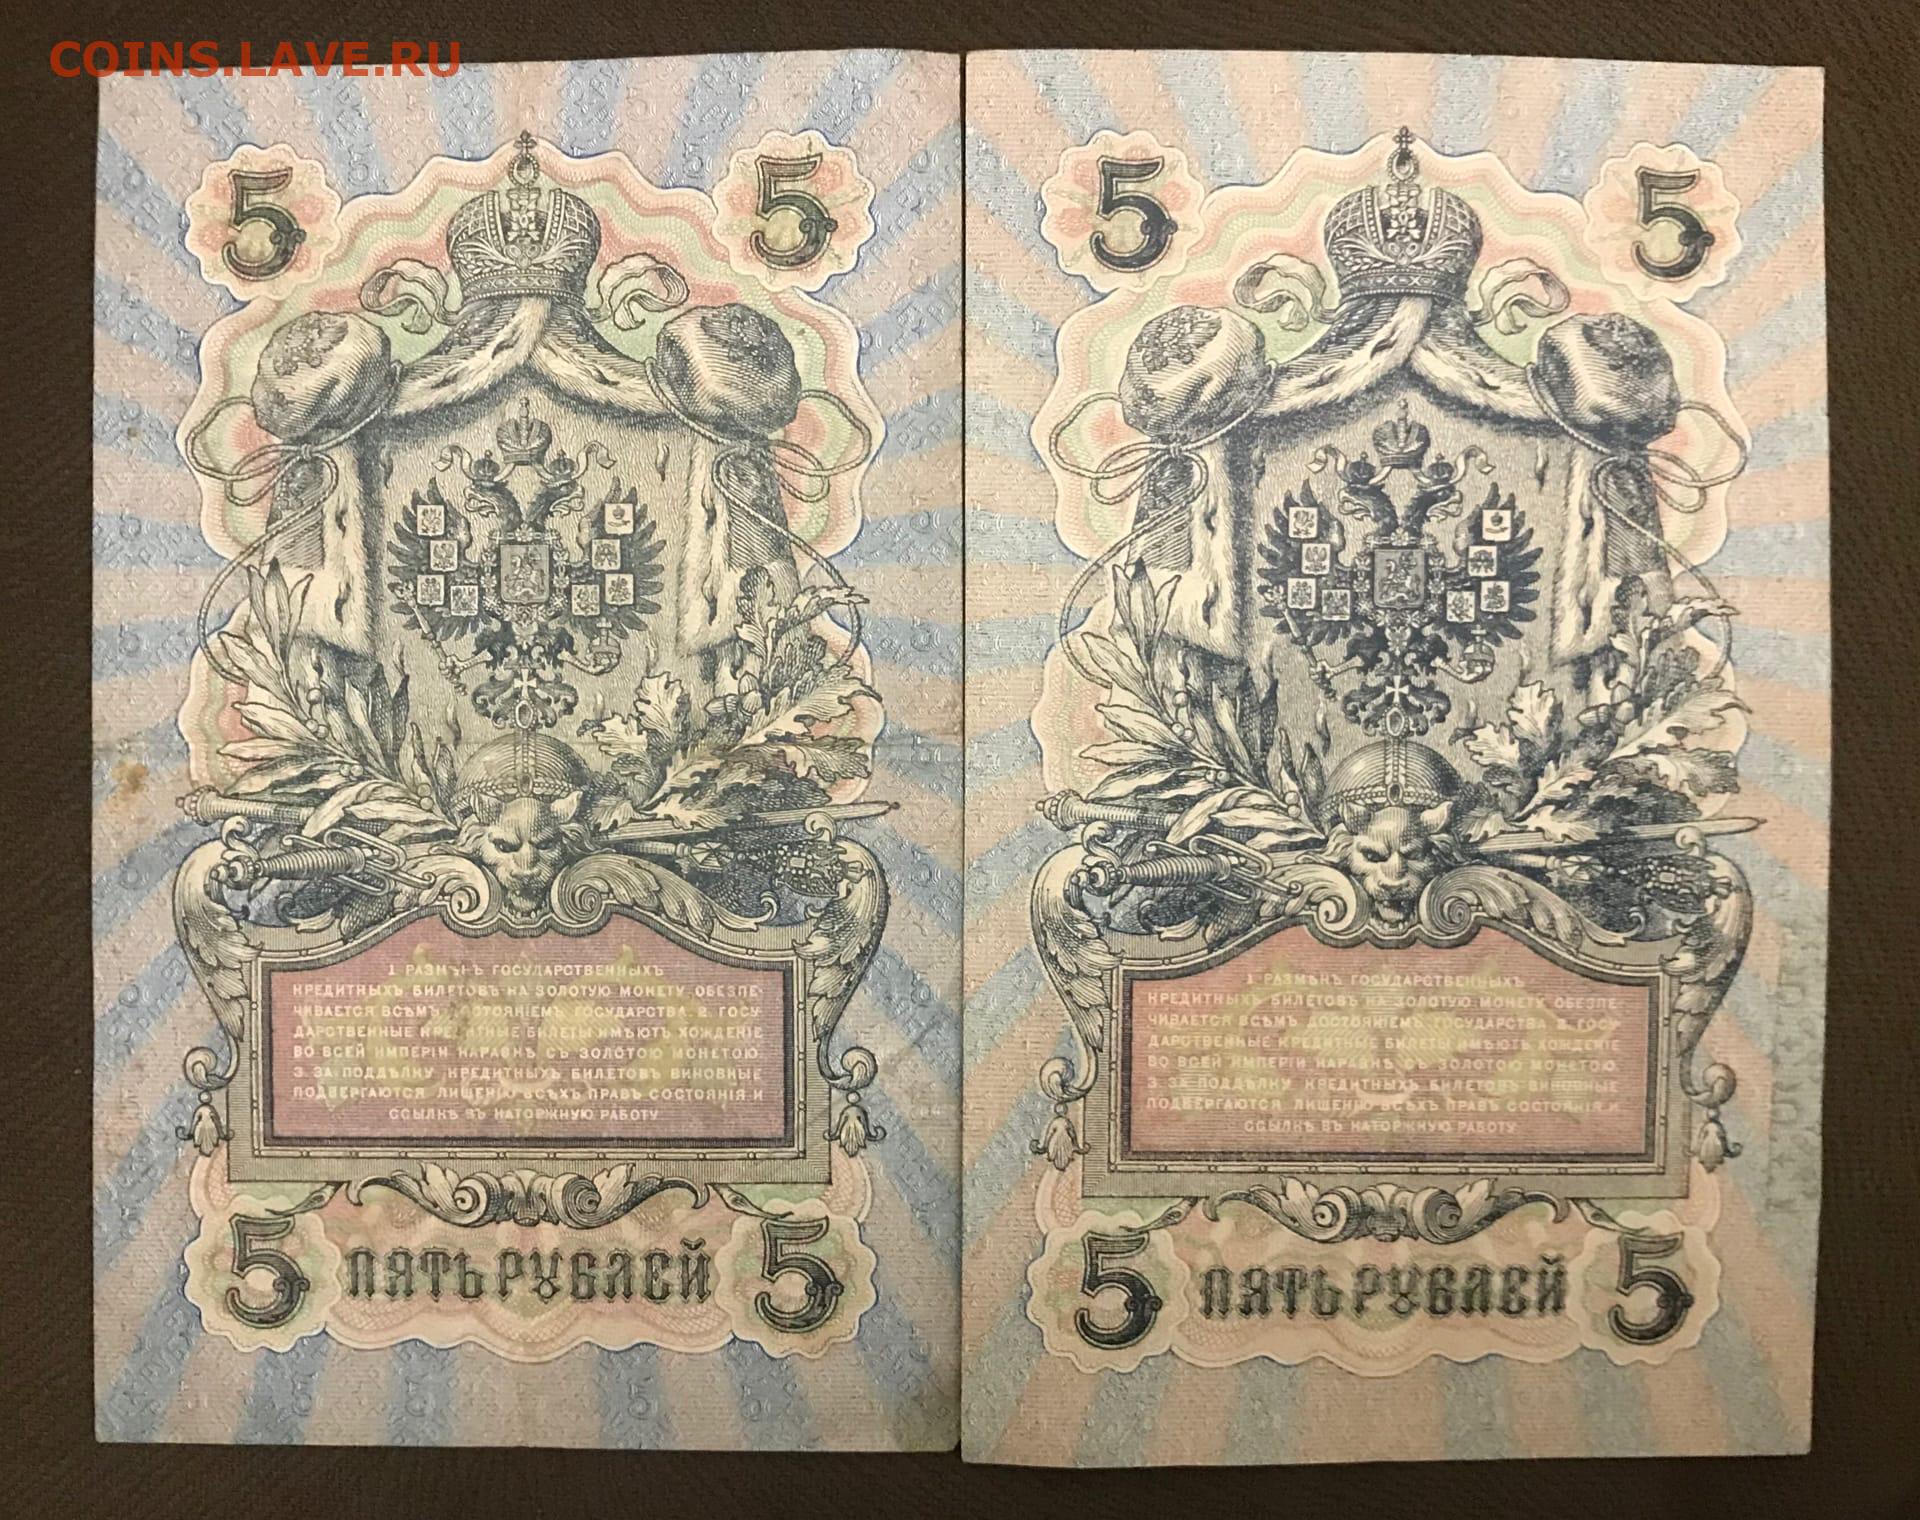 COINS.LAVE.RU
5 5
1 РАЗМѢНЪ ГОСУДАРСТВЕННЫХЪ
КРЕДИТНЫХЪ БИЛЕТОВЪ НА ЗОЛОТУЮ МОНЕТУ ОБЕЗПЕ-
ЧИВАЕТСЯ ВСѢМЪ ДОСТОЯНІЕМЪ ГОСУДАРСТВА 2. ГОСУ-
ДАРСТВЕННЫЕ КРЕДИТНЫЕ БИЛЕТЫ ИМѢЮТЪ ХОЖДЕНІЕ
ВО ВСЕЙ ИМПЕРІИ НАРАВНѢ СЪ ЗОЛОТОЮ МОНЕТОЮ.
3. ЗА ПОДДѢЛКУ КРЕДИТНЫХЪ БИЛЕТОВЪ ВИНОВНЫЕ
ПОДВЕРГАЮТСЯ ЛИШЕНІЮ ВСѢХЪ ПРАВЪ СОСТОЯНІЯ И
ССЫЛКѢ ВЪ КАТОРЖНУЮ РАБОТУ
5 ПЯТЬ РУБЛЕЙ 5
5 5
1 РАЗМѢНЪ ГОСУДАРСТВЕННЫХЪ
КРЕДИТНЫХЪ БИЛЕТОВЪ НА ЗОЛОТУЮ МОНЕТУ ОБЕЗПЕ-
ЧИВАЕТСЯ ВСѢМЪ ДОСТОЯНІЕМЪ ГОСУДАРСТВА 2. ГОСУ-
ДАРСТВЕННЫЕ КРЕДИТНЫЕ БИЛЕТЫ ИМѢЮТЪ ХОЖДЕНІЕ
ВО ВСЕЙ ИМПЕРІИ НАРАВНѢ СЪ ЗОЛОТОЮ МОНЕТОЮ.
3. ЗА ПОДДѢЛКУ КРЕДИТНЫХЪ БИЛЕТОВЪ ВИНОВНЫЕ
ПОДВЕРГАЮТСЯ ЛИШЕНІЮ ВСѢХЪ ПРАВЪ СОСТОЯНІЯ И
ССЫЛКѢ ВЪ КАТОРЖНУЮ РАБОТУ
5 ПЯТЬ РУБЛЕЙ 5